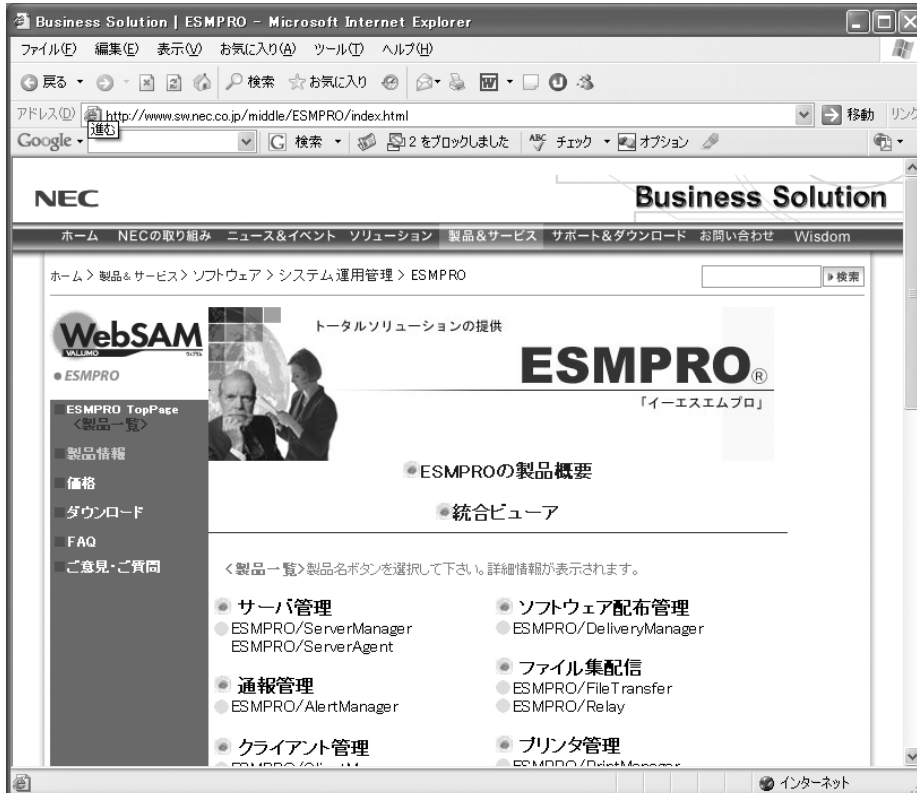 Business Solution | ESMPRO - Microsoft Internet Explorer
ファイル(F) 編集(E) 表示(V) お気に入り(A) ツール(T) ヘルプ(H)
戻る 検索 お気に入り
アドレス(D) http://www.sw.nec.co.jp/middle/ESMPRO/index.html 移動 リンク
進む
Google 検索 2 をブロックしました ABC チェック オプション
NEC Business Solution
ホーム NECの取り組み ニュース&イベント ソリューション 製品&サービス サポート&ダウンロード お問い合わせ Wisdom
ホーム > 製品&サービス > ソフトウェア > システム運用管理 > ESMPRO 検索
WebSAM
VALUMO ウェブサム
ESMPRO
ESMPRO TopPage
<製品一覧>
製品情報
価格
ダウンロード
FAQ
ご意見・ご質問
トータルソリューションの提供
ESMPRO®
「イーエスエムプロ」
ESMPROの製品概要
統合ビューア
<製品一覧>製品名ボタンを選択して下さい。詳細情報が表示されます。
サーバ管理
ESMPRO/ServerManager
ESMPRO/ServerAgent
通報管理
ESMPRO/AlertManager
クライアント管理
ソフトウェア配布管理
ESMPRO/DeliveryManager
ファイル集配信
ESMPRO/FileTransfer
ESMPRO/Relay
プリンタ管理
ESMPRO/PrintManager
インターネット